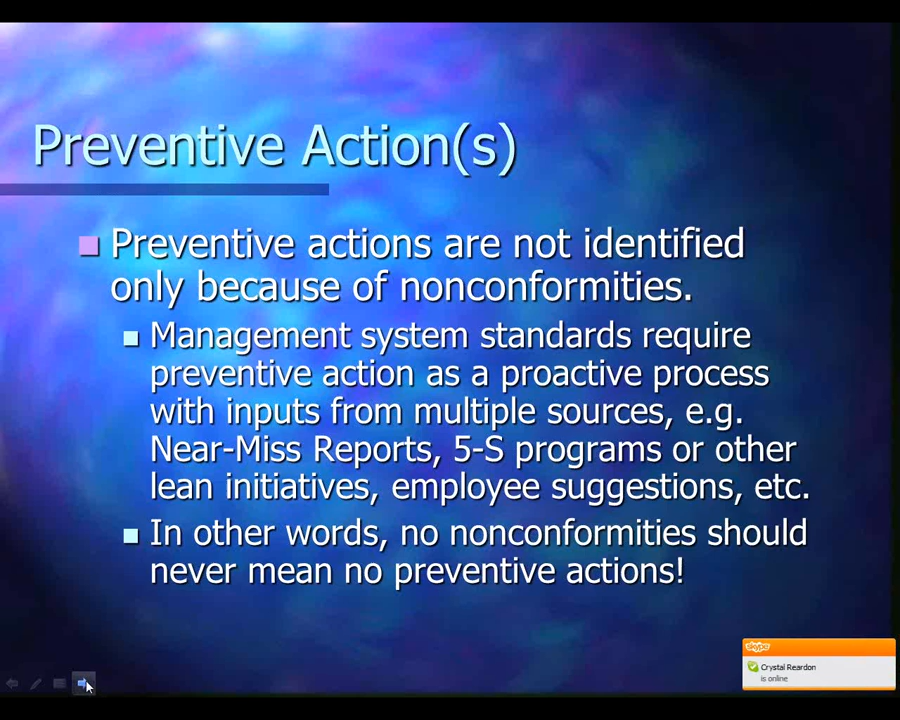 Preventive Action(s)
Preventive actions are not identified
only because of nonconformities.
Management system standards require
preventive action as a proactive process
with inputs from multiple sources, e.g.
Near-Miss Reports, 5-S programs or other
lean initiatives, employee suggestions, etc.
In other words, no nonconformities should
never mean no preventive actions!
skype
Crystal Reardon
is online